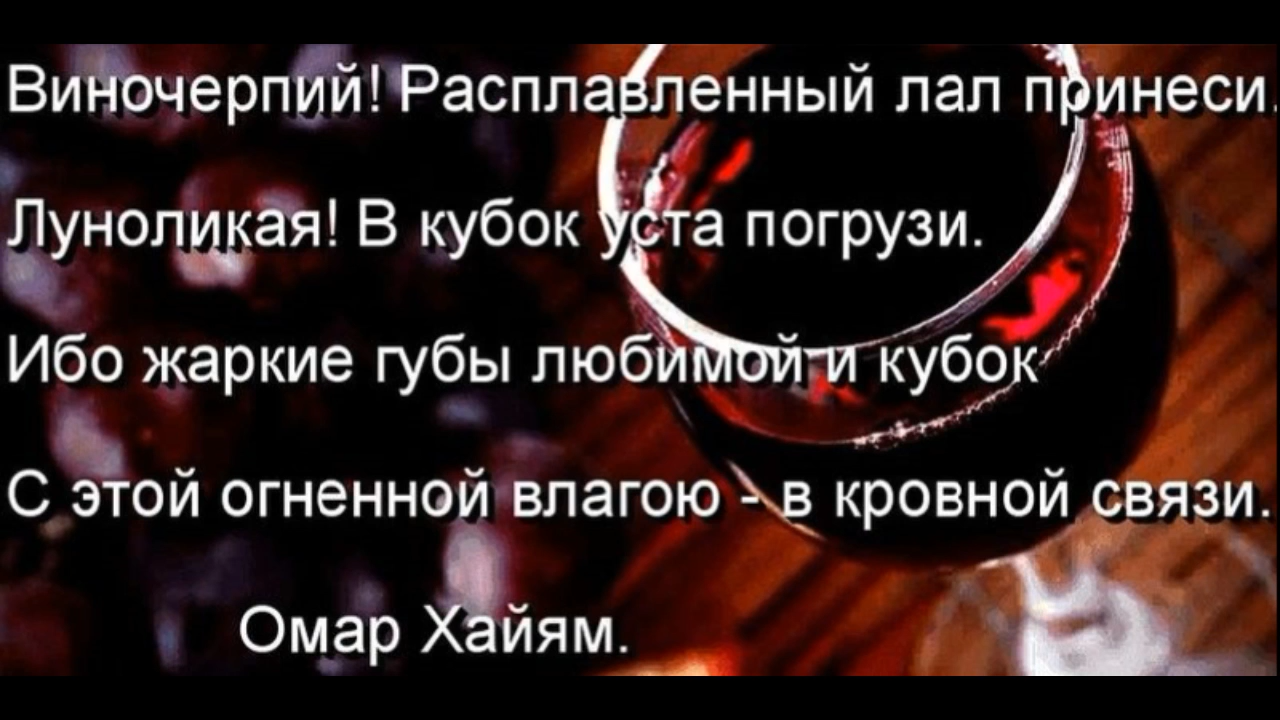 Виночерпий! Расплавленный лал принеси.
Луноликая! В кубок уста погрузи.
Ибо жаркие губы любимой и кубок
С этой огненной влагою - в кровной связи.
Омар Хайям.